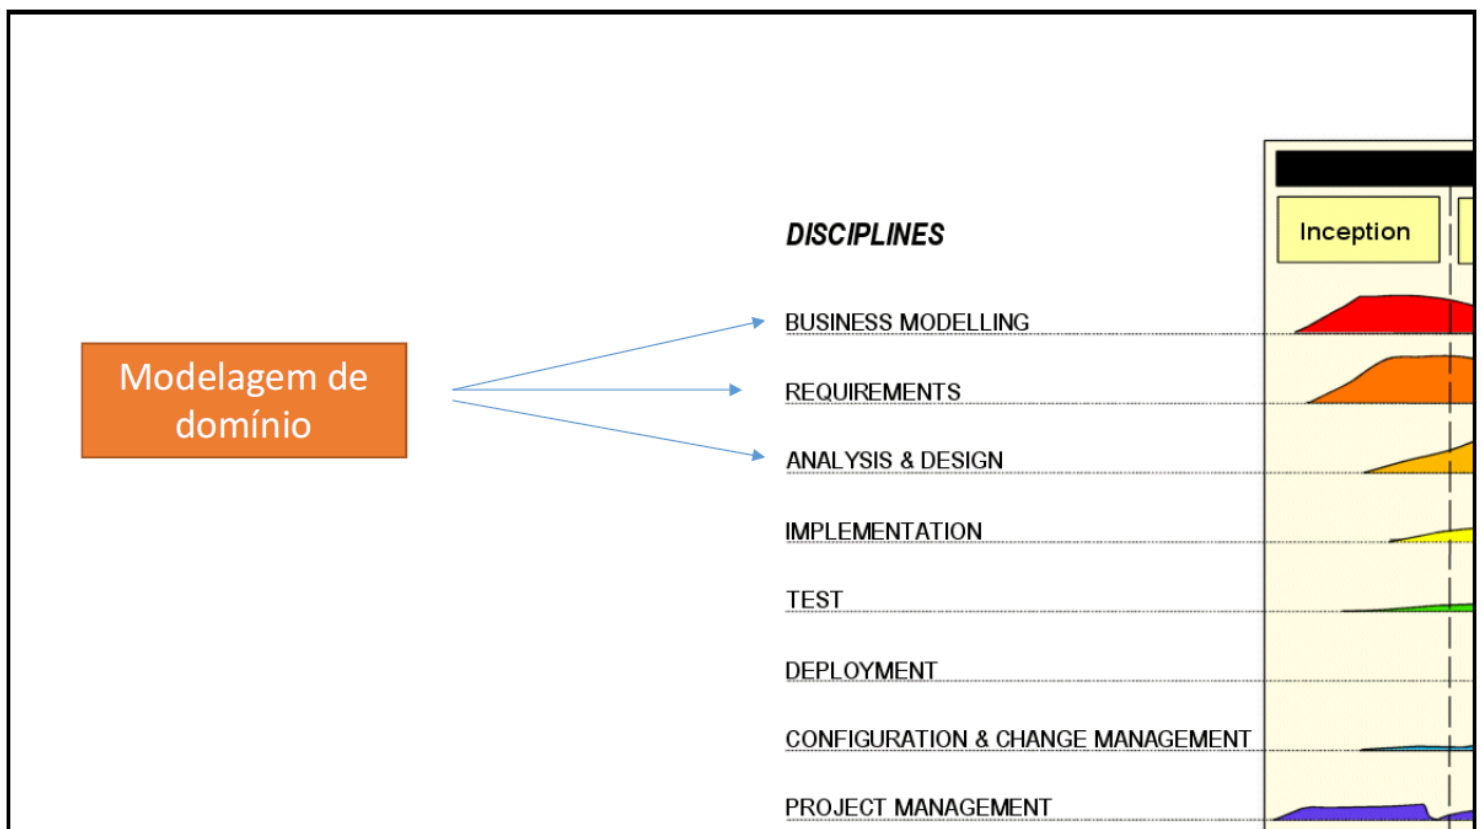 Modelagem de
domínio
DISCIPLINES
Inception
BUSINESS MODELLING
REQUIREMENTS
ANALYSIS & DESIGN
IMPLEMENTATION
TEST
DEPLOYMENT
CONFIGURATION & CHANGE MANAGEMENT
PROJECT MANAGEMENT